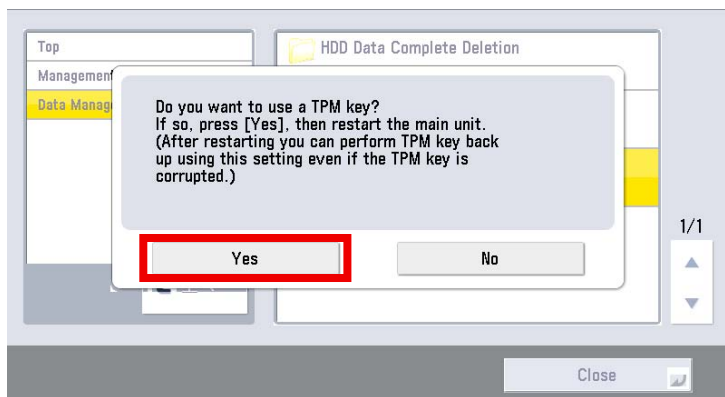 Top
HDD Data Complete Deletion
Management
Data Manag
Do you want to use a TPM key?
If so, press [Yes], then restart the main unit.
(After restarting you can perform TPM key back
up using this setting even if the TPM key is
corrupted.)
Yes
No
1/1
Close